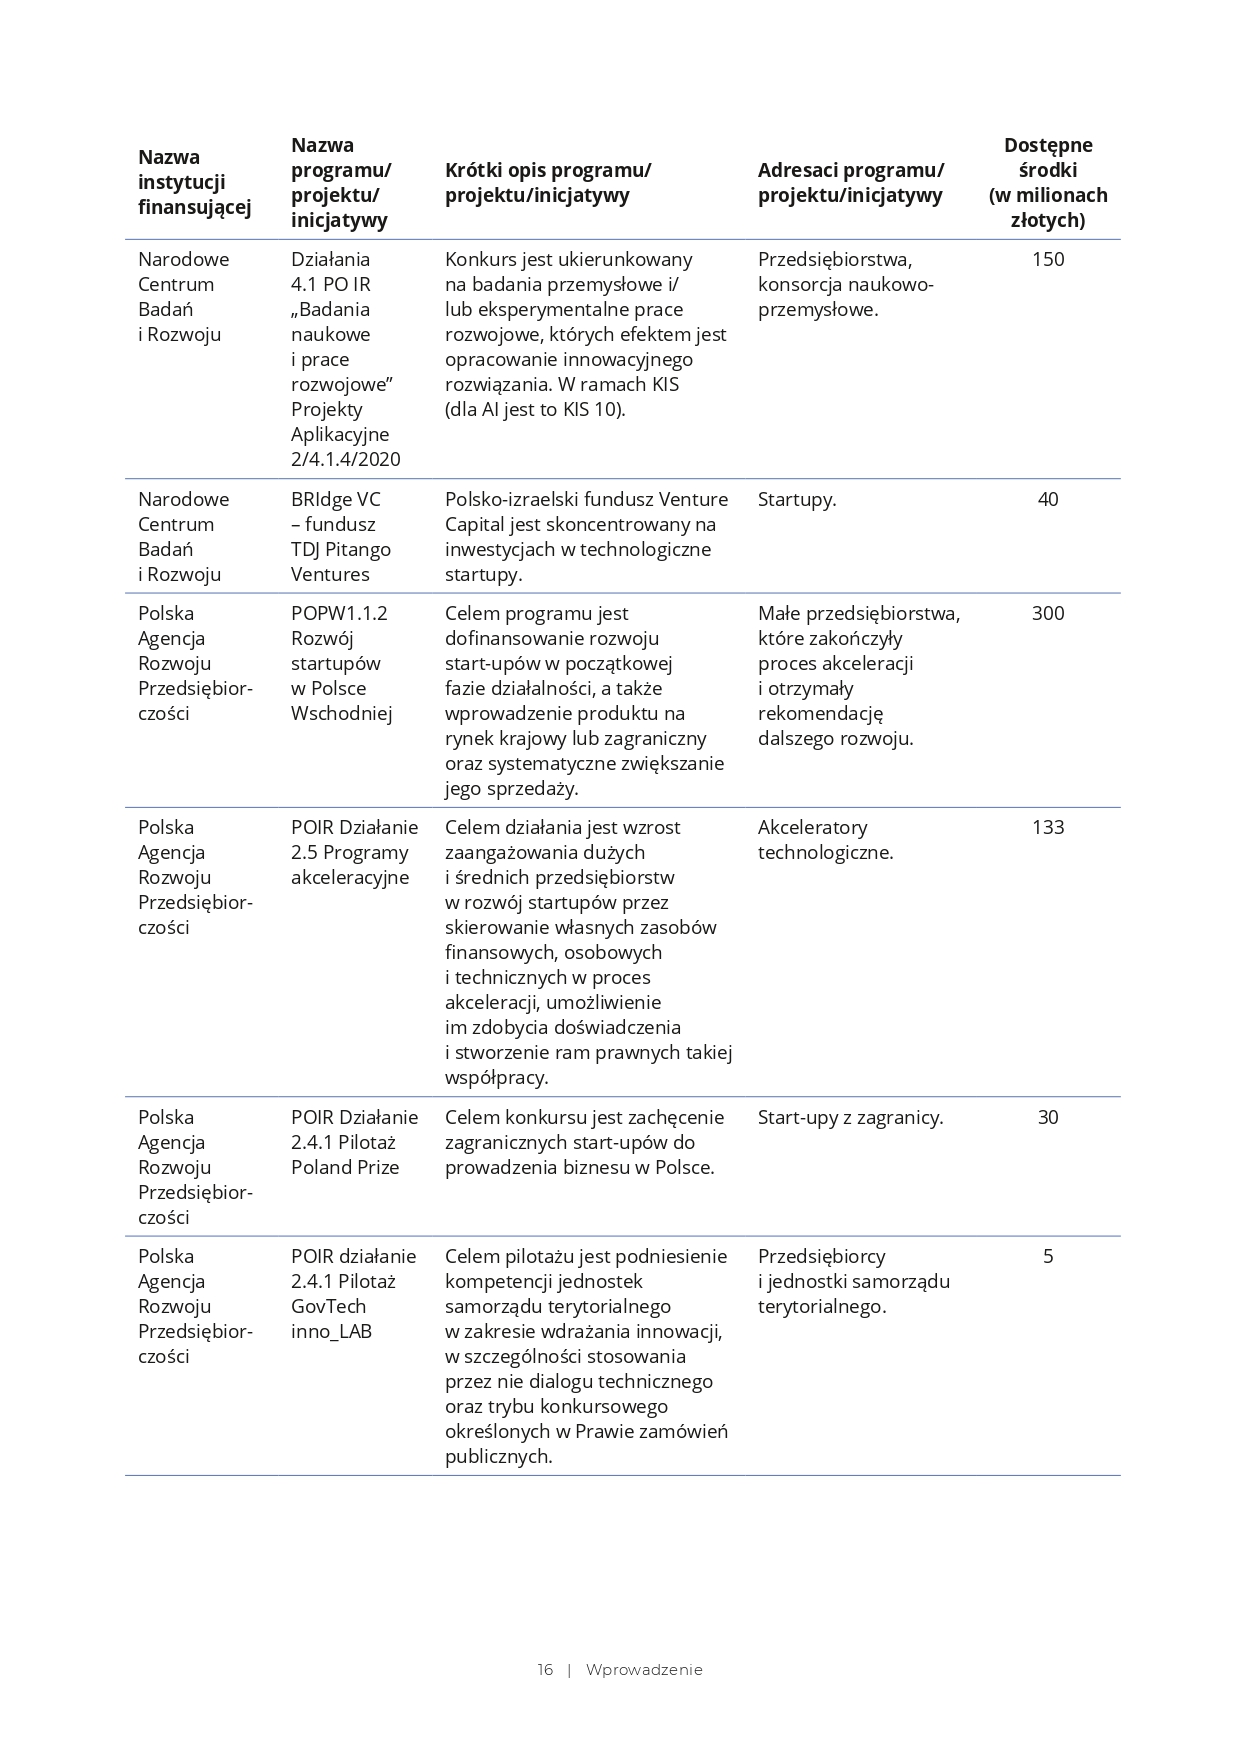 Nazwa
instytucji
finansującej
Nazwa
programu/
projektu/
inicjatywy
Krótki opis programu/
projektu/inicjatywy
Adresaci programu/
projektu/inicjatywy
Dostępne
środki
(w milionach
złotych)
Narodowe
Centrum
Badań
i Rozwoju
Działania
4.1 PO IR
„Badania
naukowe
i prace
rozwojowe”
Projekty
Aplikacyjne
2/4.1.4/2020
Konkurs jest ukierunkowany
na badania przemysłowe i/
lub eksperymentalne prace
rozwojowe, których efektem jest
opracowanie innowacyjnego
rozwiązania. W ramach KIS
(dla AI jest to KIS 10).
Przedsiębiorstwa,
konsorcja naukowo-
przemysłowe.
150
Narodowe
Centrum
Badań
i Rozwoju
BRIdge VC
– fundusz
TDJ Pitango
Ventures
Polsko-izraelski fundusz Venture
Capital jest skoncentrowany na
inwestycjach w technologiczne
startupy.
Startupy.
40
Polska
Agencja
Rozwoju
Przedsiębior-
czości
POPW1.1.2
Rozwój
startupów
w Polsce
Wschodniej
Celem programu jest
dofinansowanie rozwoju
start-upów w początkowej
fazie działalności, a także
wprowadzenie produktu na
rynek krajowy lub zagraniczny
oraz systematyczne zwiększanie
jego sprzedaży.
Małe przedsiębiorstwa,
które zakończyły
proces akceleracji
i otrzymały
rekomendację
dalszego rozwoju.
300
Polska
Agencja
Rozwoju
Przedsiębior-
czości
POIR Działanie
2.5 Programy
akceleracyjne
Celem działania jest wzrost
zaangażowania dużych
i średnich przedsiębiorstw
w rozwój startupów przez
skierowanie własnych zasobów
finansowych, osobowych
i technicznych w proces
akceleracji, umożliwienie
im zdobycia doświadczenia
i stworzenie ram prawnych takiej
współpracy.
Akceleratory
technologiczne.
133
Polska
Agencja
Rozwoju
Przedsiębior-
czości
POIR Działanie
2.4.1 Pilotaż
Poland Prize
Celem konkursu jest zachęcenie
zagranicznych start-upów do
prowadzenia biznesu w Polsce.
Start-upy z zagranicy.
30
Polska
Agencja
Rozwoju
Przedsiębior-
czości
POIR działanie
2.4.1 Pilotaż
GovTech
inno_LAB
Celem pilotażu jest podniesienie
kompetencji jednostek
samorządu terytorialnego
w zakresie wdrażania innowacji,
w szczególności stosowania
przez nie dialogu technicznego
oraz trybu konkursowego
określonych w Prawie zamówień
publicznych.
Przedsiębiorcy
i jednostki samorządu
terytorialnego.
5
16 | Wprowadzenie